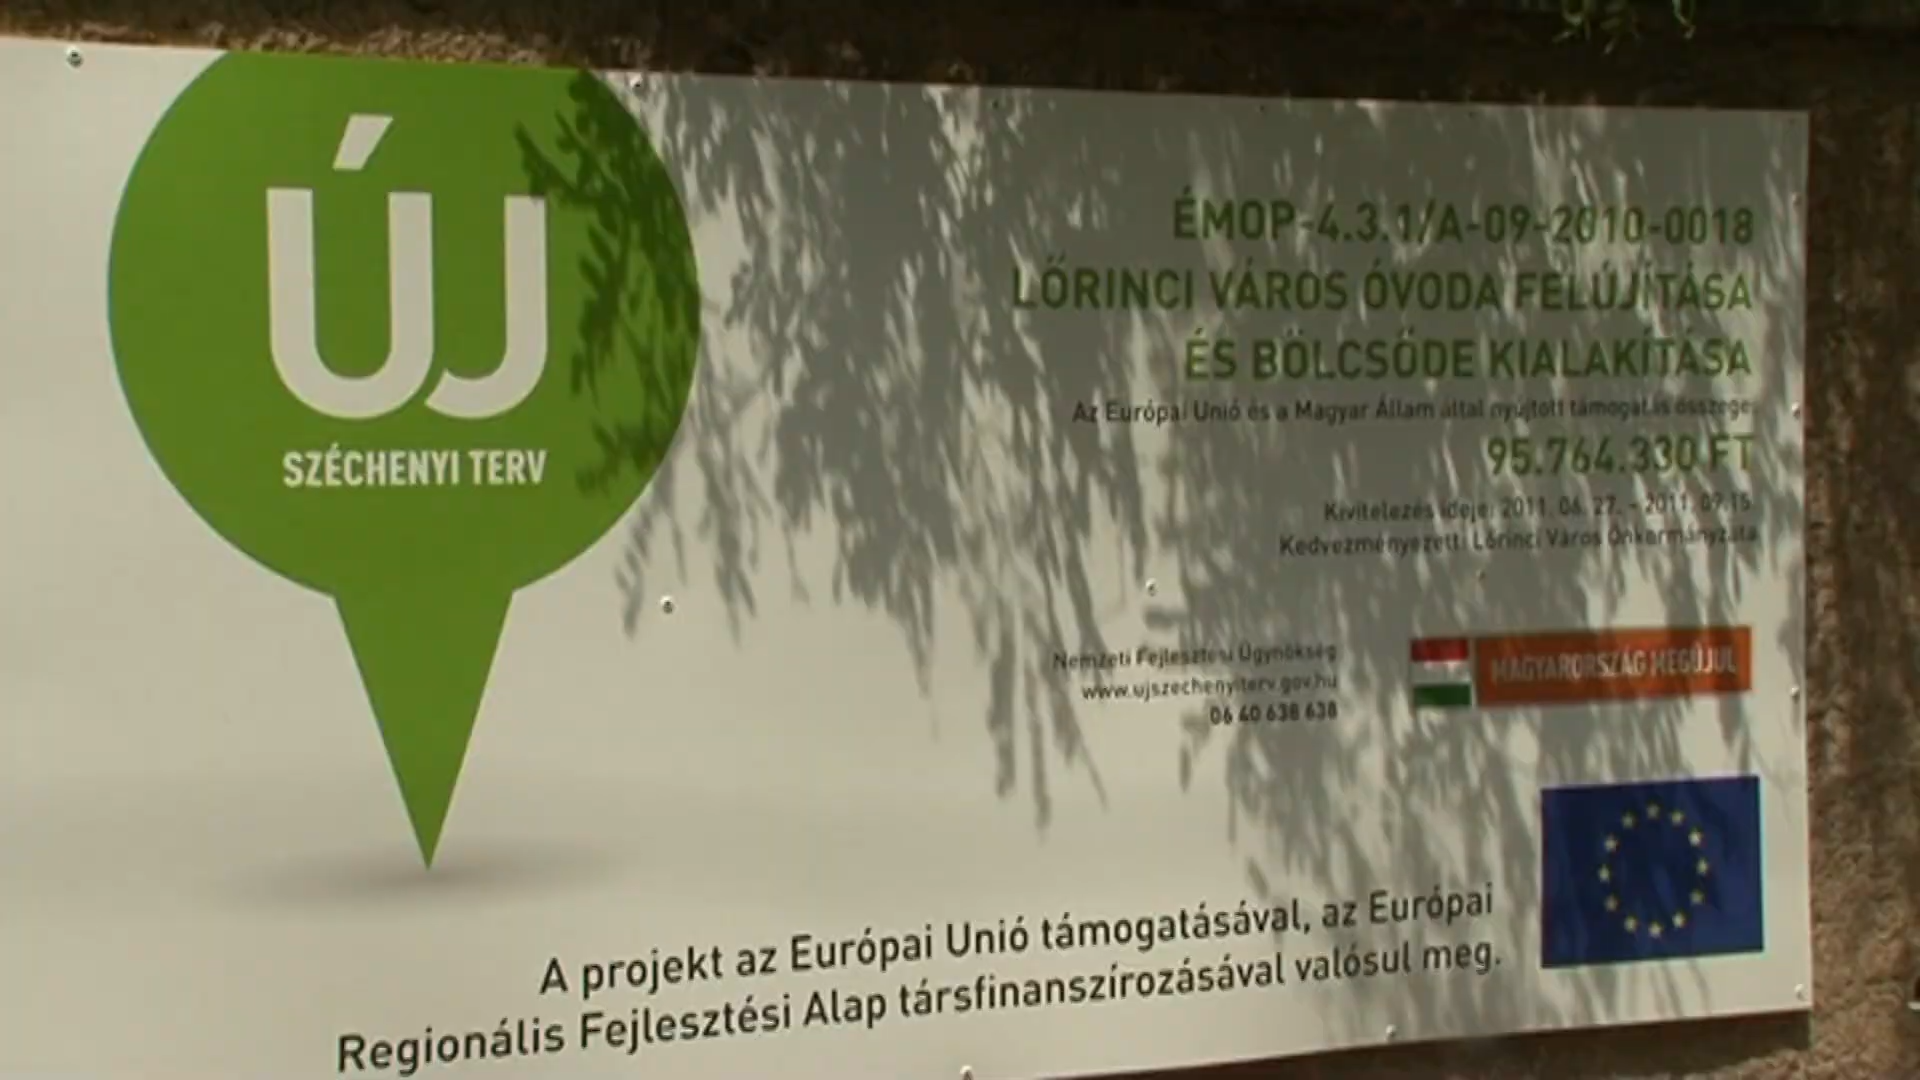 ÚJ
SZÉCHENYI TERV
ÉMOP-4.3.1/A-09-2010-0018
LŐRINCI VÁROS ÓVODA FELÚJÍTÁSA
ÉS BÖLCSŐDE KIALAKÍTÁSA
Az Európai Unió és a Magyar Állam által nyújtott támogatás összege:
95.764.330 FT
Kivitelezés ideje: 2011. 06. 27. - 2011. 09.15.
Kedvezményezett: Lőrinci Város Önkormányzata
Nemzeti Fejlesztési Ügynökség
www.ujszechenyiterv.gov.hu
06 40 638 638
MAGYARORSZÁG MEGÚJUL
A projekt az Európai Unió támogatásával, az Európai
Regionális Fejlesztési Alap társfinanszírozásával valósul meg.